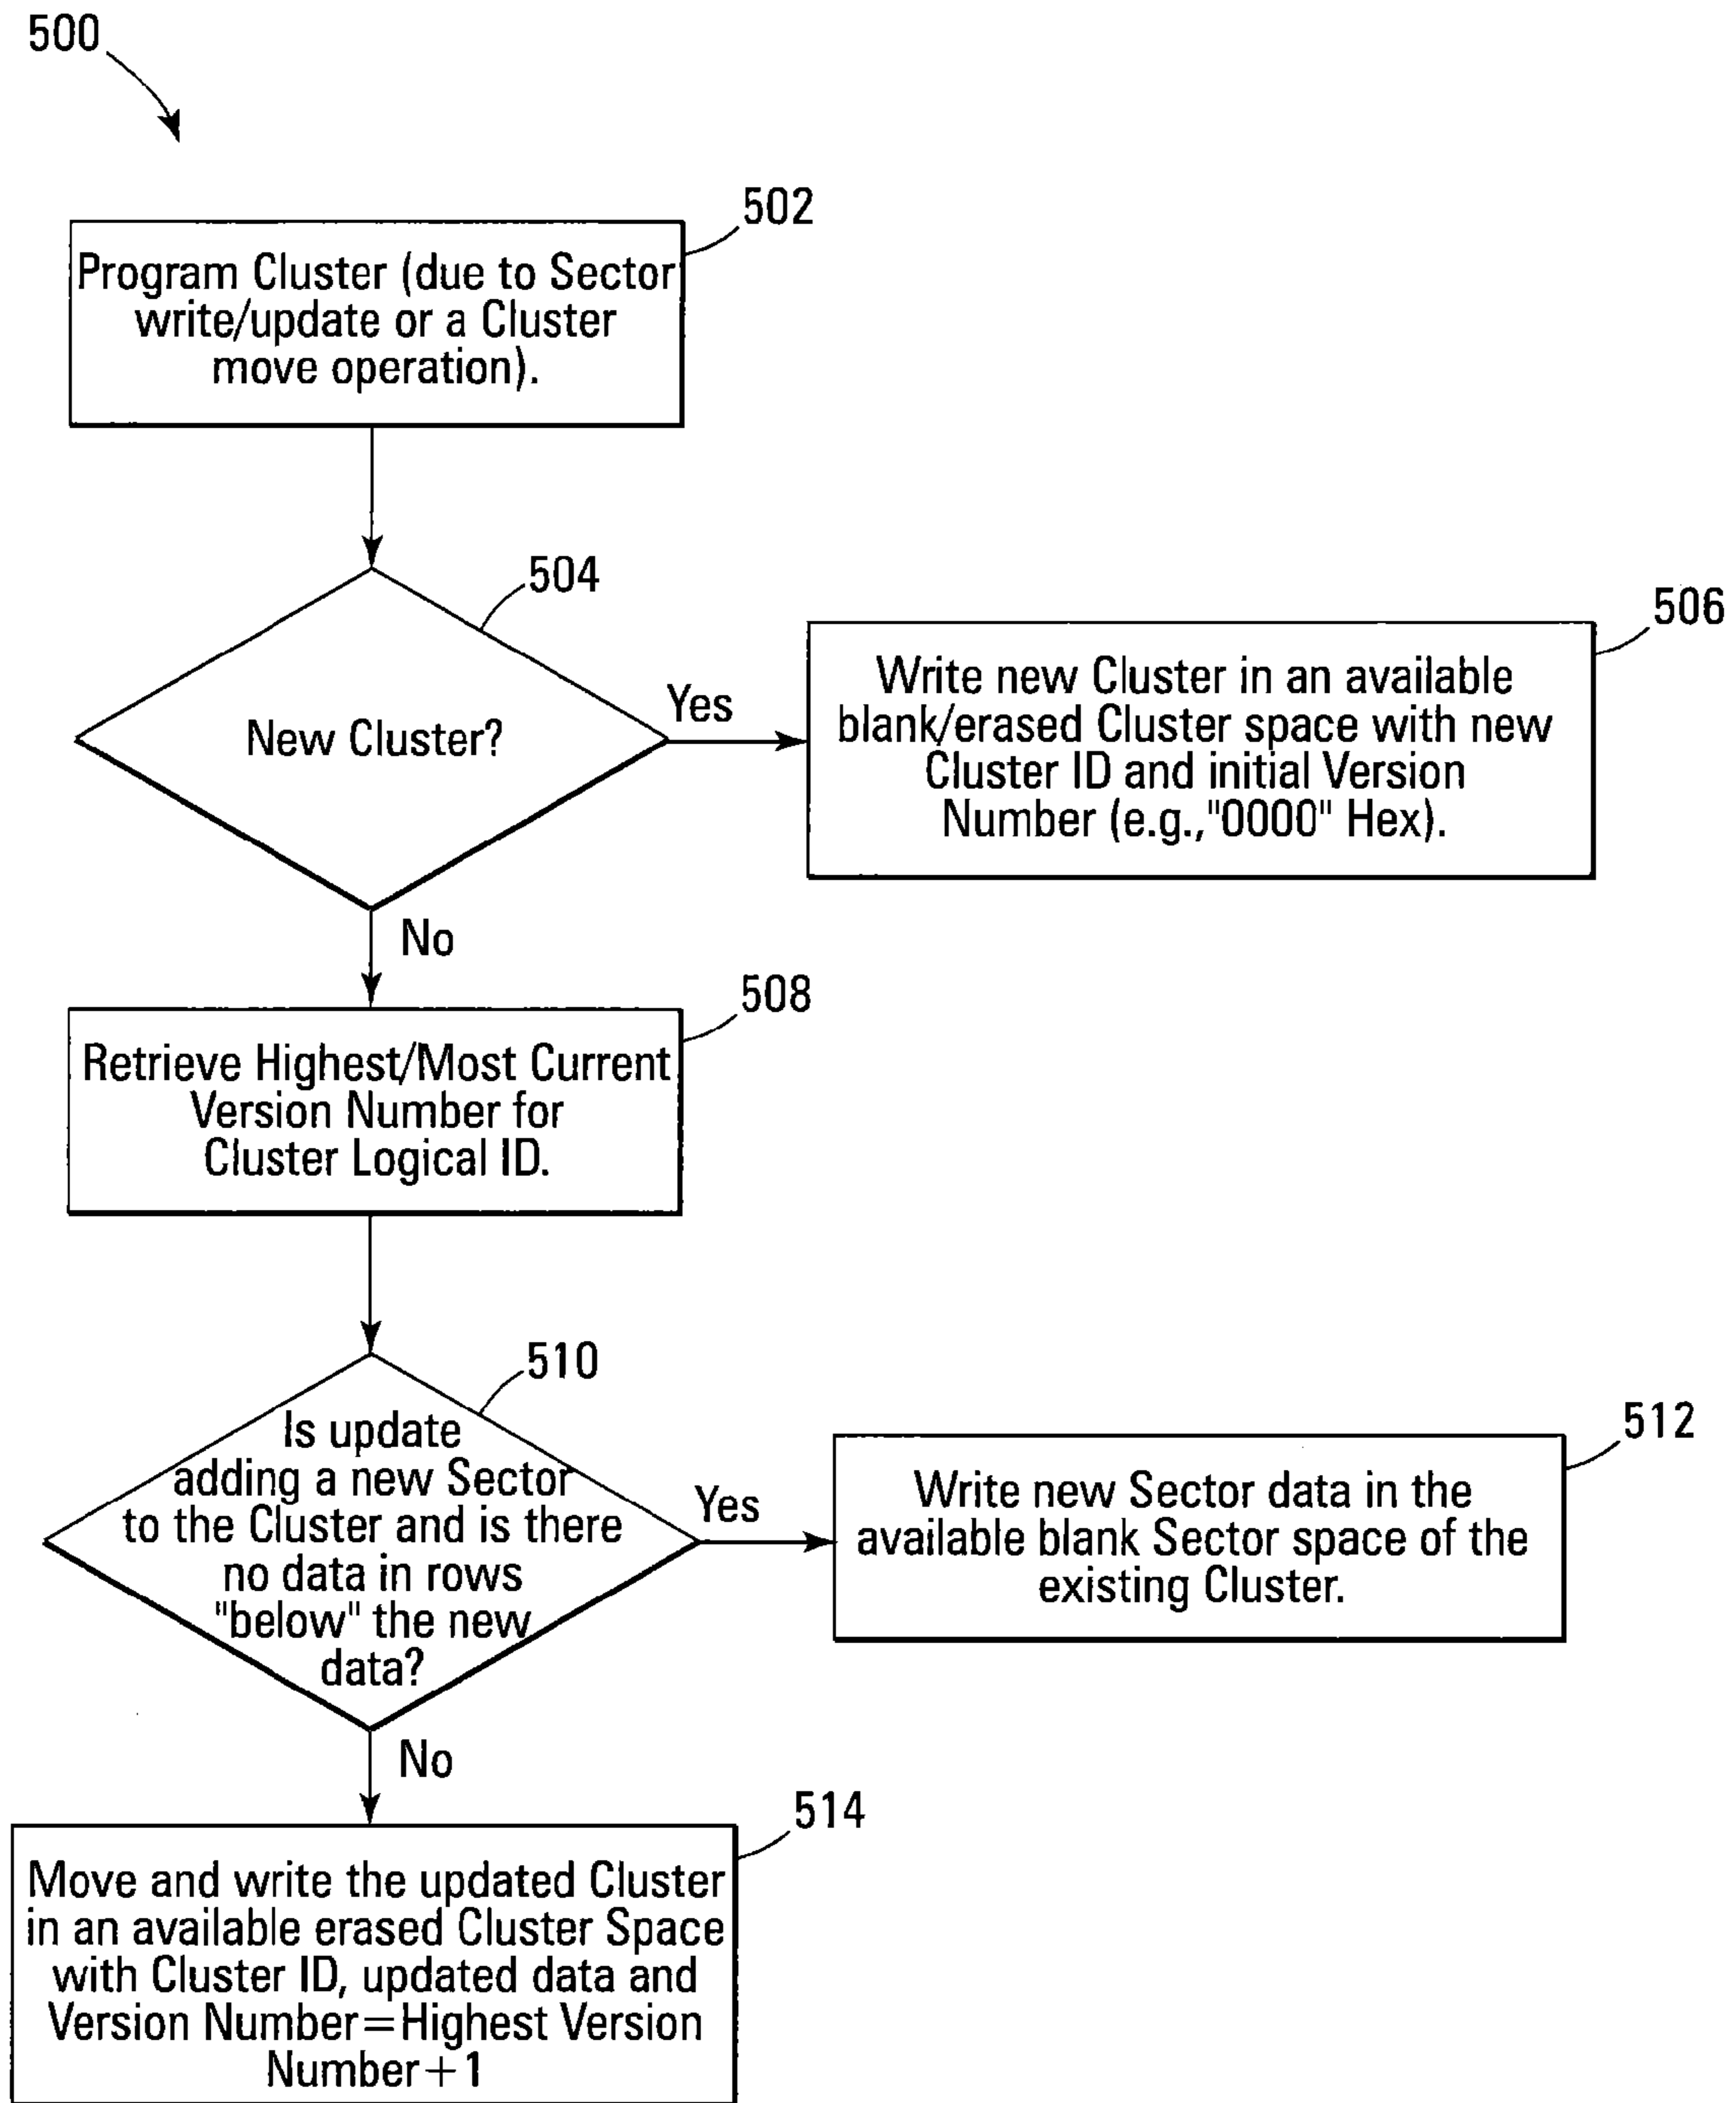 500
502
Program Cluster (due to Sector
write/update or a Cluster
move operation).
504
New Cluster?
Yes
506
Write new Cluster in an available
blank/erased Cluster space with new
Cluster ID and initial Version
Number (e.g.,"0000" Hex).
No
508
Retrieve Highest/Most Current
Version Number for
Cluster Logical ID.
510
Is update
adding a new Sector
to the Cluster and is there
no data in rows
"below" the new
data?
Yes
512
Write new Sector data in the
available blank Sector space of the
existing Cluster.
No
514
Move and write the updated Cluster
in an available erased Cluster Space
with Cluster ID, updated data and
Version Number=Highest Version
Number+1